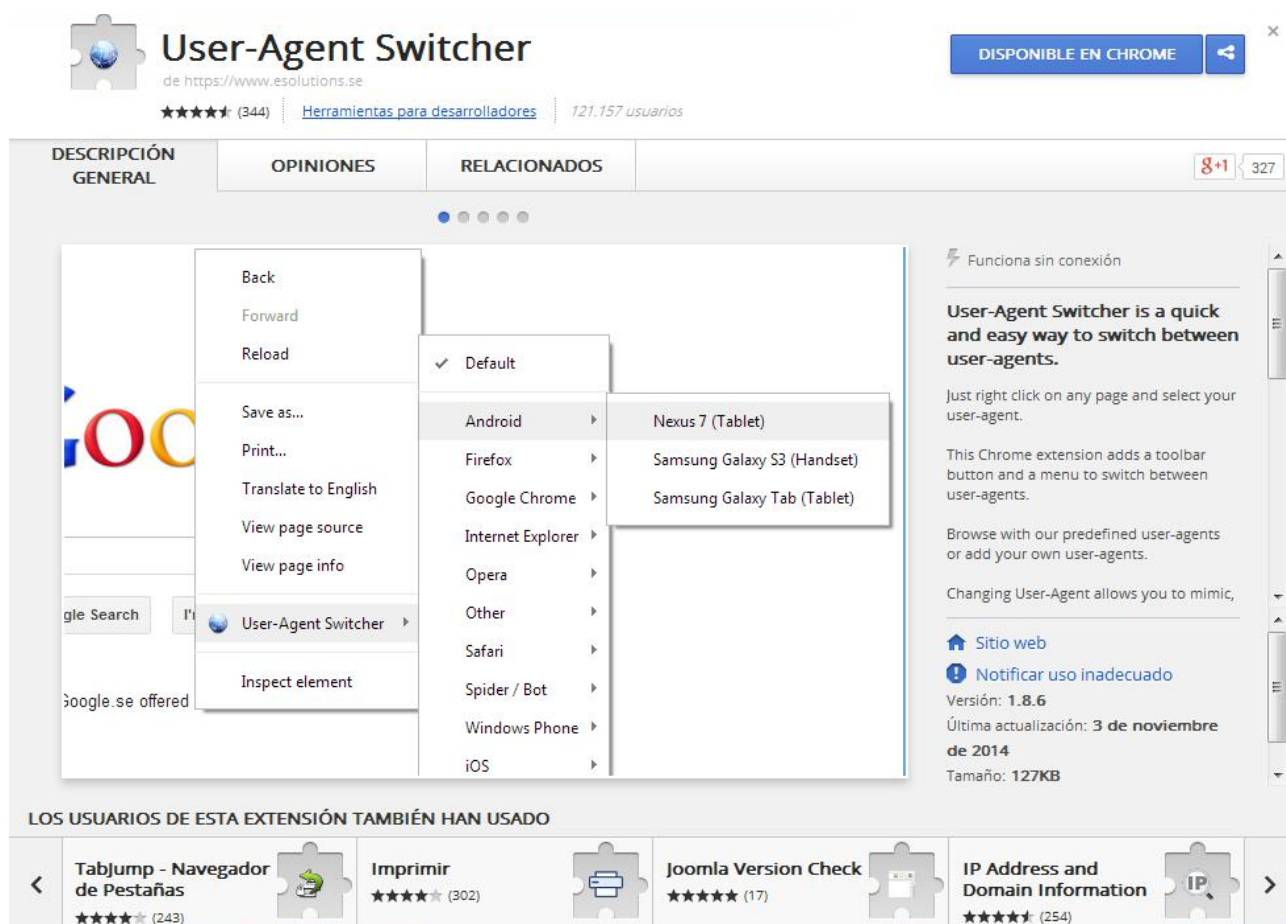 User-Agent Switcher
de https://www.esolutions.se
(344) Herramientas para desarrolladores 121.157 usuarios
DISPONIBLE EN CHROME
DESCRIPCIÓN GENERAL
OPINIONES
RELACIONADOS
g+1 327
Back
Forward
Reload
Save as...
Print...
Translate to English
View page source
View page info
User-Agent Switcher
Inspect element
Default
Android
Firefox
Google Chrome
Internet Explorer
Opera
Other
Safari
Spider / Bot
Windows Phone
iOS
Nexus 7 (Tablet)
Samsung Galaxy S3 (Handset)
Samsung Galaxy Tab (Tablet)
Goo
gle Search
I'
Google.se offered
Funciona sin conexión
User-Agent Switcher is a quick
and easy way to switch between
user-agents.
Just right click on any page and select your
user-agent.
This Chrome extension adds a toolbar
button and a menu to switch between
user-agents.
Browse with our predefined user-agents
or add your own user-agents.
Changing User-Agent allows you to mimic,
Sitio web
Notificar uso inadecuado
Versión: 1.8.6
Última actualización: 3 de noviembre
de 2014
Tamaño: 127KB
LOS USUARIOS DE ESTA EXTENSIÓN TAMBIÉN HAN USADO
TabJump - Navegador
de Pestañas
(243)
Imprimir
(302)
Joomla Version Check
(17)
IP Address and
Domain Information
(254)
IP